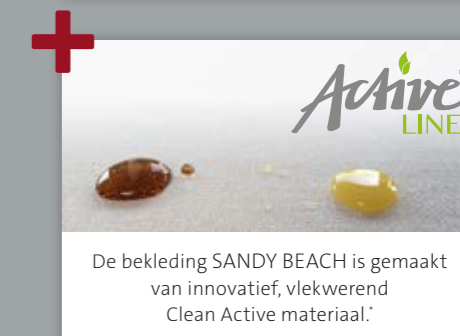 Active
LINE
De bekleding SANDY BEACH is gemaakt
van innovatief, vlekwerend
Clean Active materiaal.*